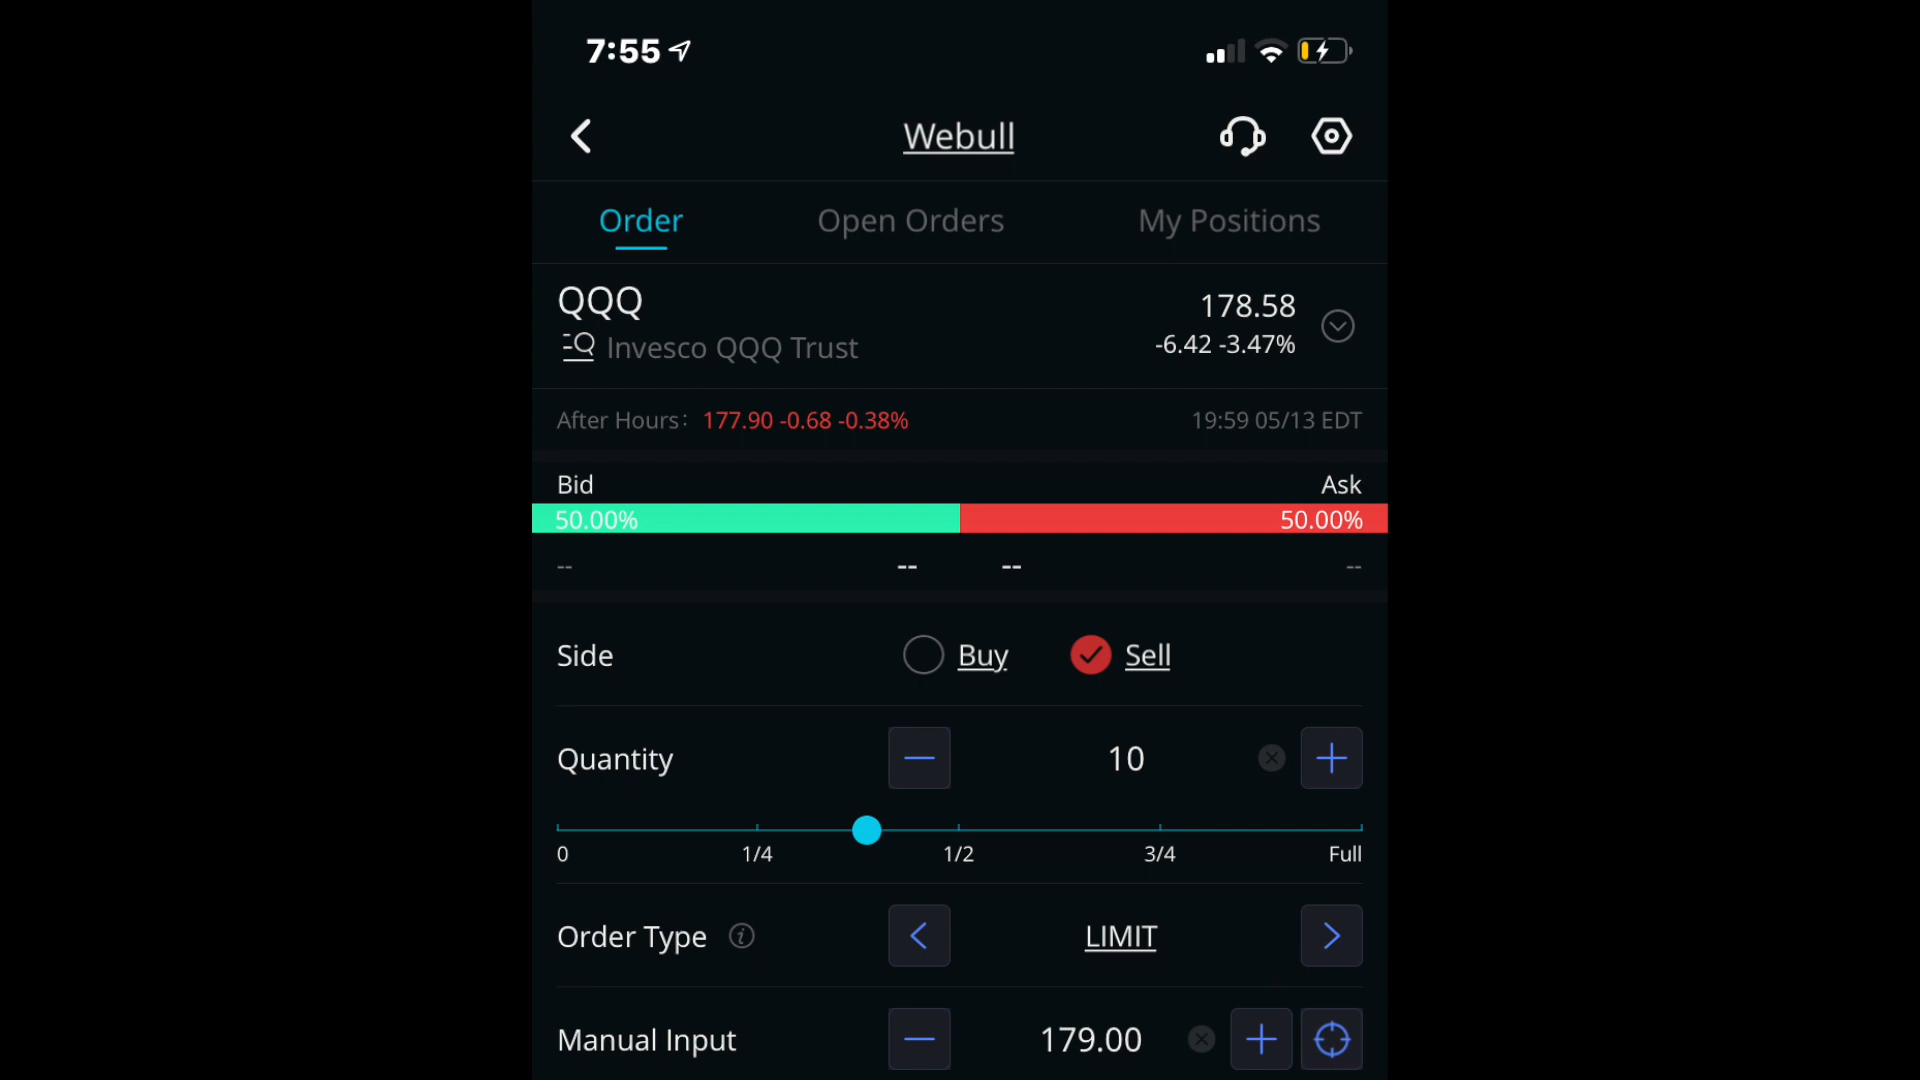 7:55
Webull
Order Open Orders My Positions
QQQ 178.58
Invesco QQQ Trust -6.42 -3.47%
After Hours: 177.90 -0.68 -0.38% 19:59 05/13 EDT
Bid Ask
50.00% 50.00%
-- -- -- --
Side Buy Sell
Quantity 10
0 1/4 1/2 3/4 Full
Order Type LIMIT
Manual Input 179.00